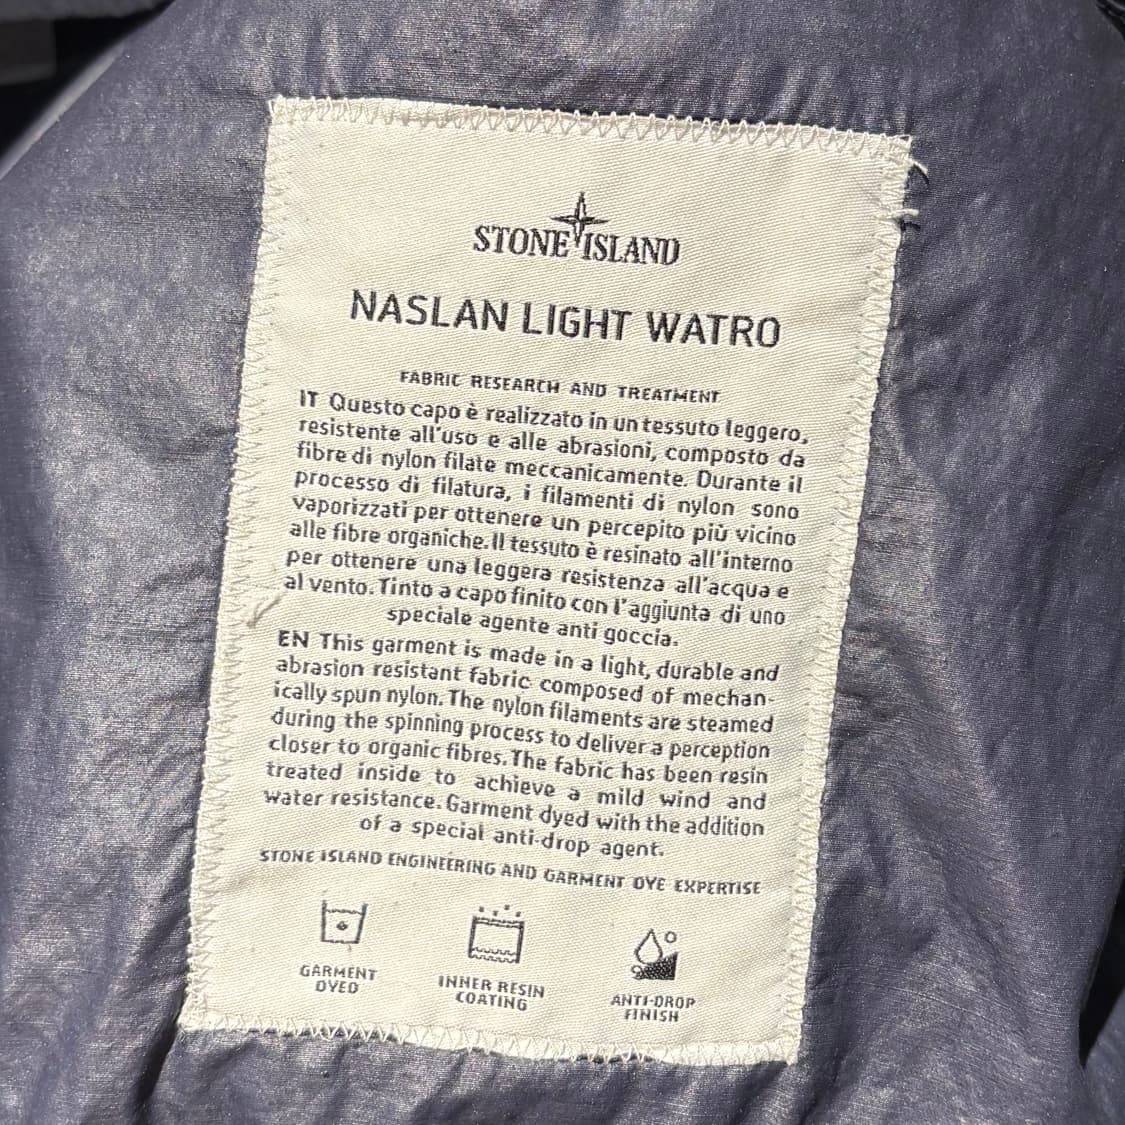 STONE ISLAND
NASLAN LIGHT WATRO
FABRIC RESEARCH AND TREATMENT
IT Questo capo è realizzato in un tessuto leggero,
resistente all'uso e alle abrasioni, composto da
fibre di nylon filate meccanicamente. Durante il
processo di filatura, i filamenti di nylon sono
vaporizzati per ottenere un percepito più vicino
alle fibre organiche. Il tessuto è resinato all'interno
per ottenere una leggera resistenza all'acqua e
al vento. Tinto a capo finito con l'aggiunta di uno
speciale agente anti goccia.
EN This garment is made in a light, durable and
abrasion resistant fabric composed of mechan-
ically spun nylon. The nylon filaments are steamed
during the spinning process to deliver a perception
closer to organic fibres. The fabric has been resin
treated inside to achieve a mild wind and
water resistance. Garment dyed with the addition
of a special anti-drop agent.
STONE ISLAND ENGINEERING AND GARMENT DYE EXPERTISE
GARMENT
DYED
INNER RESIN
COATING
ANTI-DROP
FINISH